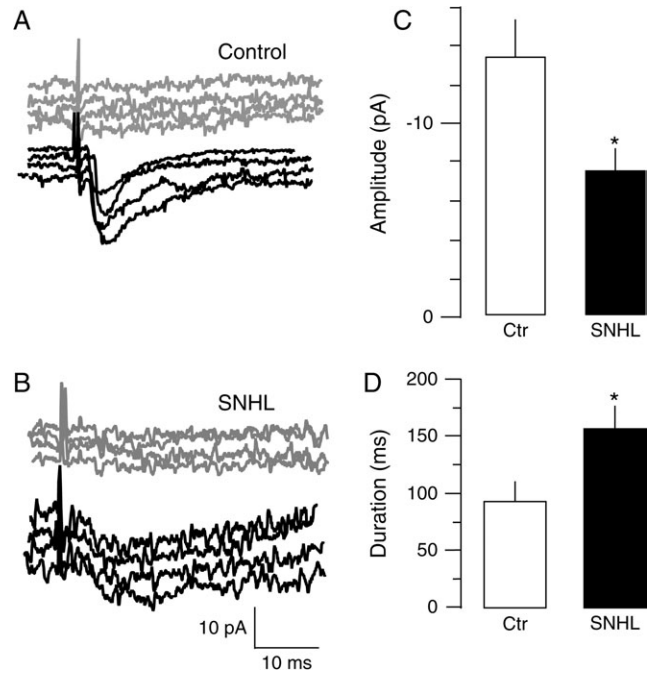 A
Control
B
SNHL
10 pA
10 ms
C
Amplitude (pA)
-10
0
*
Ctr
SNHL
D
Duration (ms)
200
150
100
50
0
*
Ctr
SNHL